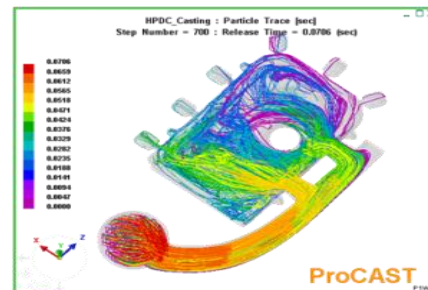 HPDC_Casting : Particle Trace [sec]
Step Number = 700 : Release Time = 0.0706 (sec)
0.0706
0.0659
0.0612
0.0565
0.0518
0.0471
0.0424
0.0376
0.0329
0.0282
0.0235
0.0188
0.0141
0.0094
0.0047
0.0000
X
Y
Z
ProCAST